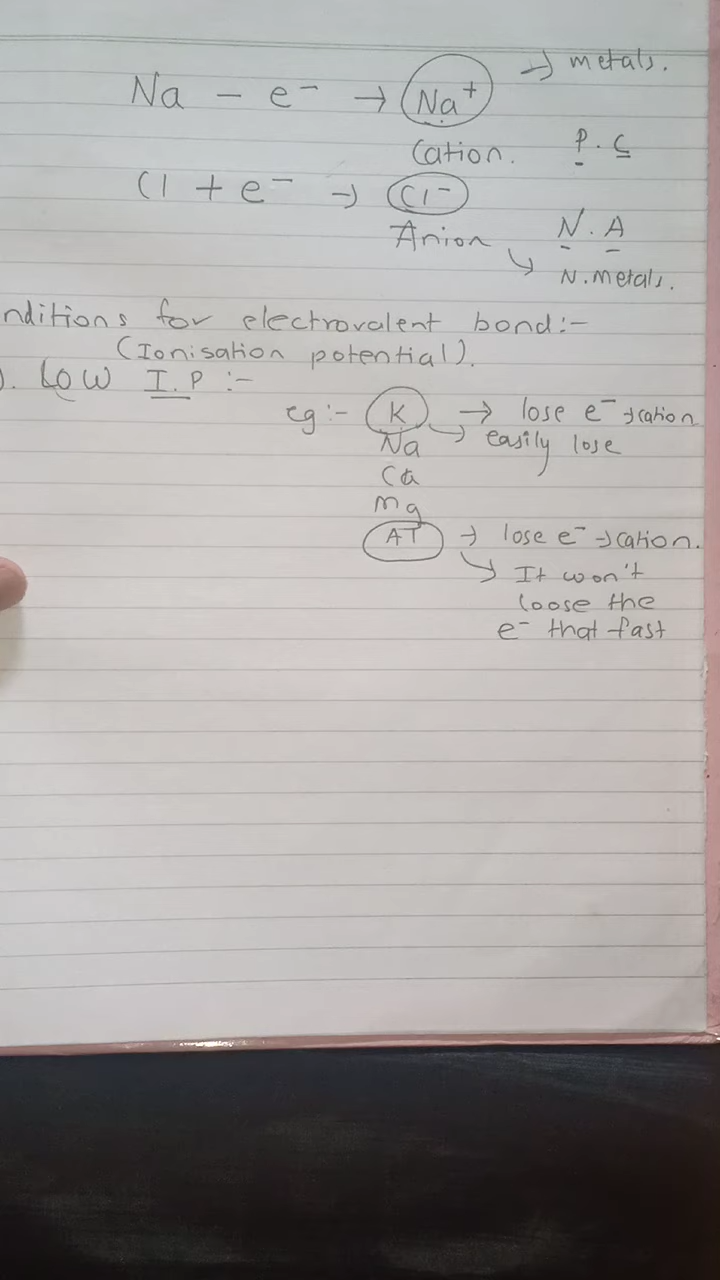 Na - e⁻ → Na⁺ → metals.
Cation. P.C
Cl + e⁻ → Cl⁻
Anion N.A
↳ N.metals.
nditions for electrovalent bond:-
(Ionisation potential).
). Low I.P :-
eg:- K → lose e⁻ → cation
→ easily lose
Na
Ca
Mg
AT → lose e⁻ → cation.
↳ It won't
loose the
e⁻ that fast